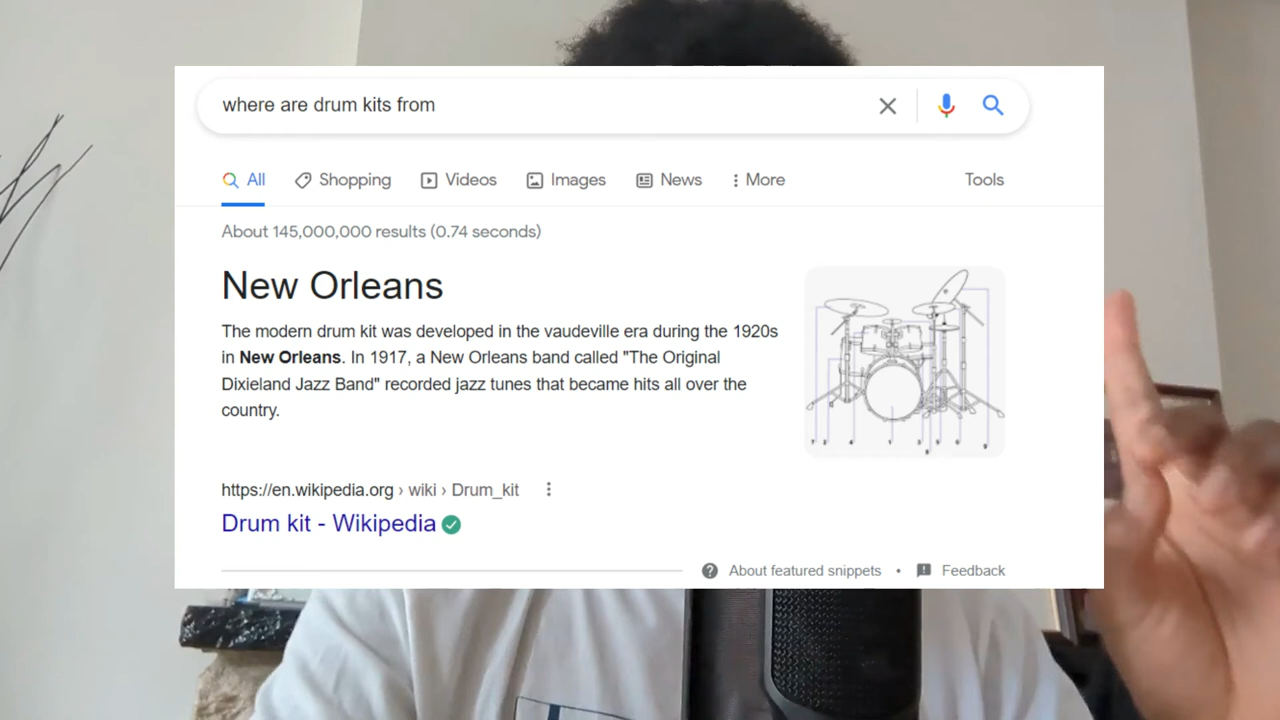 where are drum kits from
All Shopping Videos Images News More Tools
About 145,000,000 results (0.74 seconds)
New Orleans
The modern drum kit was developed in the vaudeville era during the 1920s
in New Orleans. In 1917, a New Orleans band called "The Original
Dixieland Jazz Band" recorded jazz tunes that became hits all over the
country.
https://en.wikipedia.org › wiki › Drum_kit
Drum kit - Wikipedia
About featured snippets • Feedback